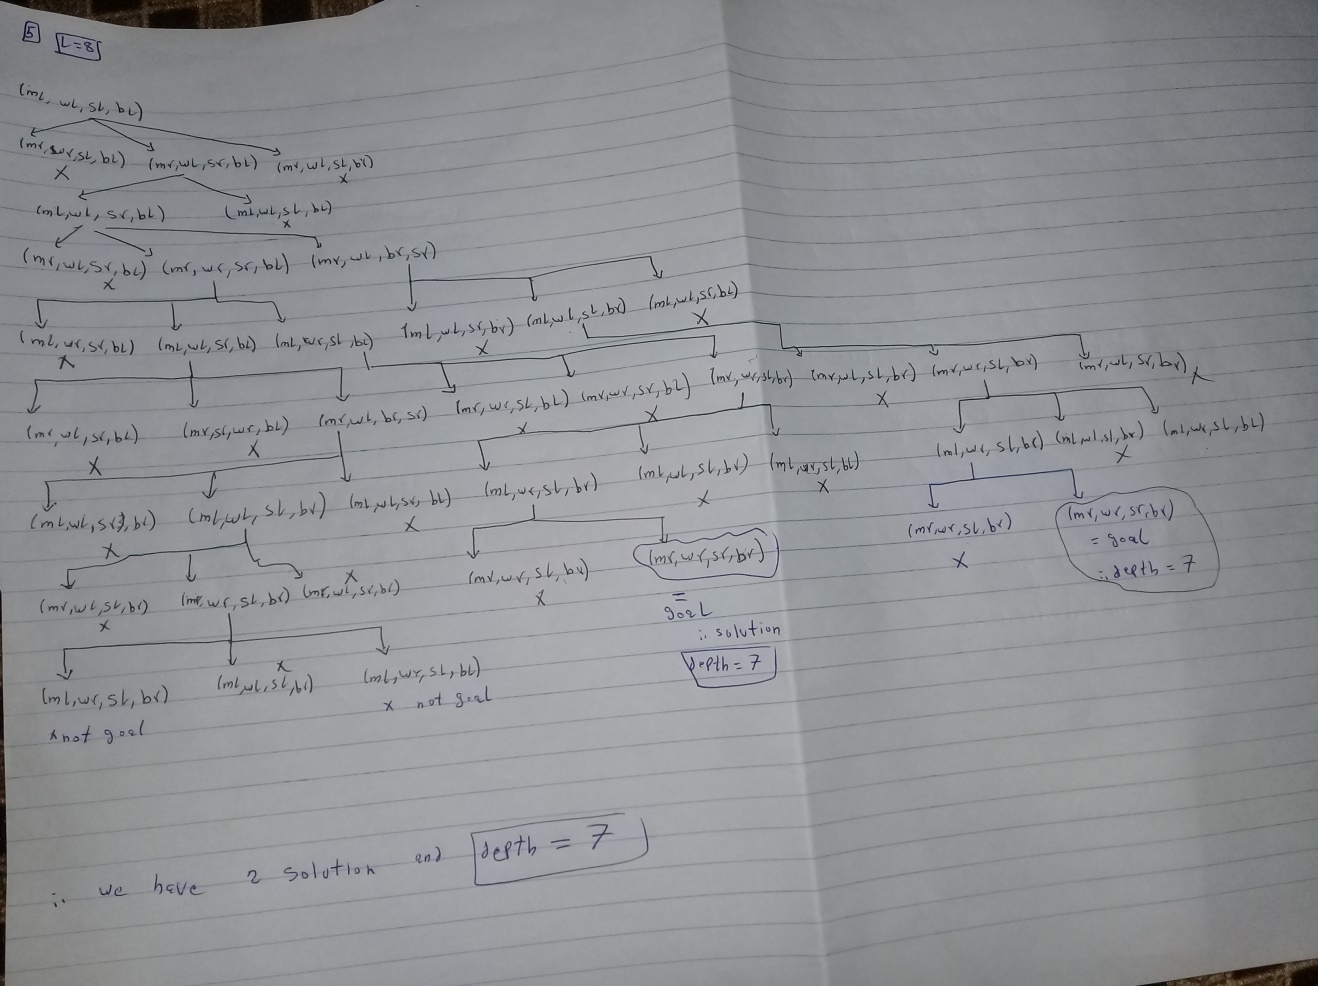 5 L=8
(mL, wL, sL, bL)
(mr, wr, sL, bL) (mr, wL, sr, bL) (mr, wL, sL, br)
x x
(mL, wL, sr, bL) (mL, wL, sL, bL)
x
(mr, wL, sr, bL) (mr, wr, sr, bL) (mr, wL, br, sr)
x
(mL, wr, sr, bL) (mL, wL, sr, bL) (mL, wr, sL, bL) (mL, wL, sr, br) (mL, wL, sL, br) (mL, wL, sr, bL)
x x x
(mr, wL, sr, bL) (mr, sr, wr, bL) (mr, wL, br, sr) (mr, wr, sL, bL) (mr, wr, sr, bL) (mr, wr, sL, br) (mr, wL, sL, br) (mr, wr, sL, br) (mr, wL, sr, br) x
x x x x x
(mL, wL, sr, br) (mL, wL, sL, br) (mL, wL, sr, bL) (mL, wr, sL, br) (mL, wL, sL, br) (mL, wr, sL, bL) (mL, wr, sL, br) (mL, wL, sL, br) (mL, wr, sL, bL)
x x x x x
(mr, wL, sL, br) (mr, wr, sL, br) (mr, wL, sr, br) (mr, wr, sL, br) (mr, wr, sr, br) (mr, wr, sL, br) (mr, wr, sr, br)
x x x x
= goal
∴ depth = 7
=
goal
∴ solution
depth = 7
(mL, wr, sL, br) (mL, wL, sL, br) (mL, wr, sL, bL)
x not goal x x not goal
∴ we have 2 solution and depth = 7